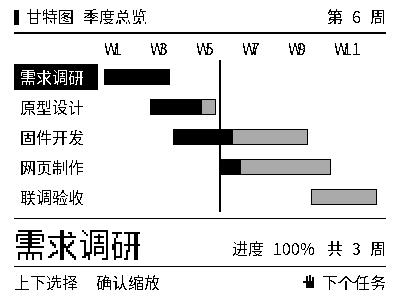 甘特图 季度总览 第 6 周
W1 W3 W5 W7 W9 W11
需求调研
原型设计
固件开发
网页制作
联调验收
需求调研 进度 100% 共 3 周
上下选择 确认缩放 下个任务